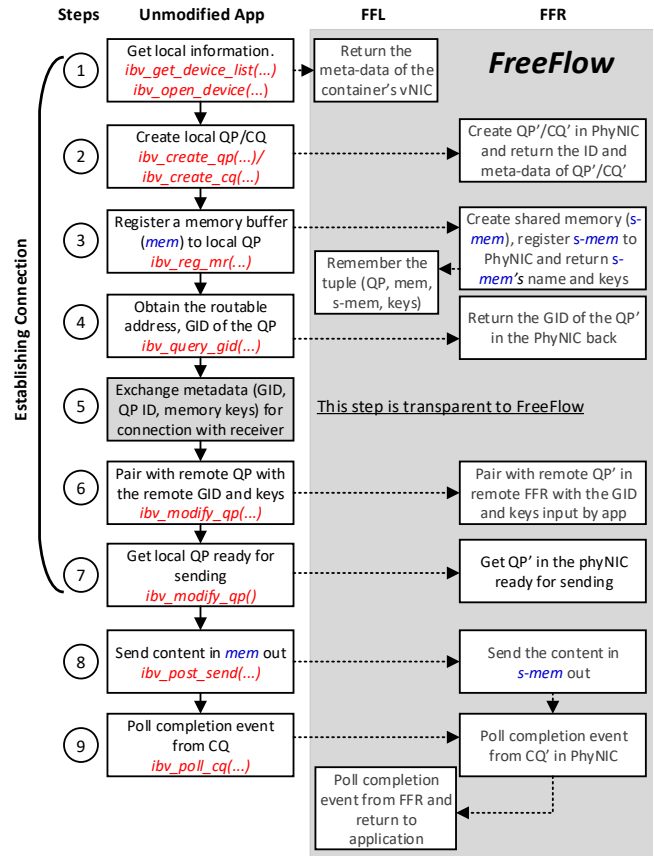 Steps
Unmodified App
FFL
FFR
FreeFlow
Establishing Connection
1
Get local information.
ibv_get_device_list(...)
ibv_open_device(...)
Return the
meta-data of the
container's vNIC
2
Create local QP/CQ
ibv_create_qp(...)/
ibv_create_cq(...)
Create QP'/CQ' in PhyNIC
and return the ID and
meta-data of QP'/CQ'
3
Register a memory buffer
(mem) to local QP
ibv_reg_mr(...)
Create shared memory (s-
mem), register s-mem to
PhyNIC and return s-
mem's name and keys
Remember the
tuple (QP, mem,
s-mem, keys)
4
Obtain the routable
address, GID of the QP
ibv_query_gid(...)
Return the GID of the QP'
in the PhyNIC back
5
Exchange metadata (GID,
QP ID, memory keys) for
connection with receiver
This step is transparent to FreeFlow
6
Pair with remote QP with
the remote GID and keys
ibv_modify_qp(...)
Pair with remote QP' in
remote FFR with the GID
and keys input by app
7
Get local QP ready for
sending
ibv_modify_qp()
Get QP' in the phyNIC
ready for sending
8
Send content in mem out
ibv_post_send(...)
Send the content in
s-mem out
9
Poll completion event
from CQ
ibv_poll_cq(...)
Poll completion event
from CQ' in PhyNIC
Poll completion
event from FFR and
return to
application